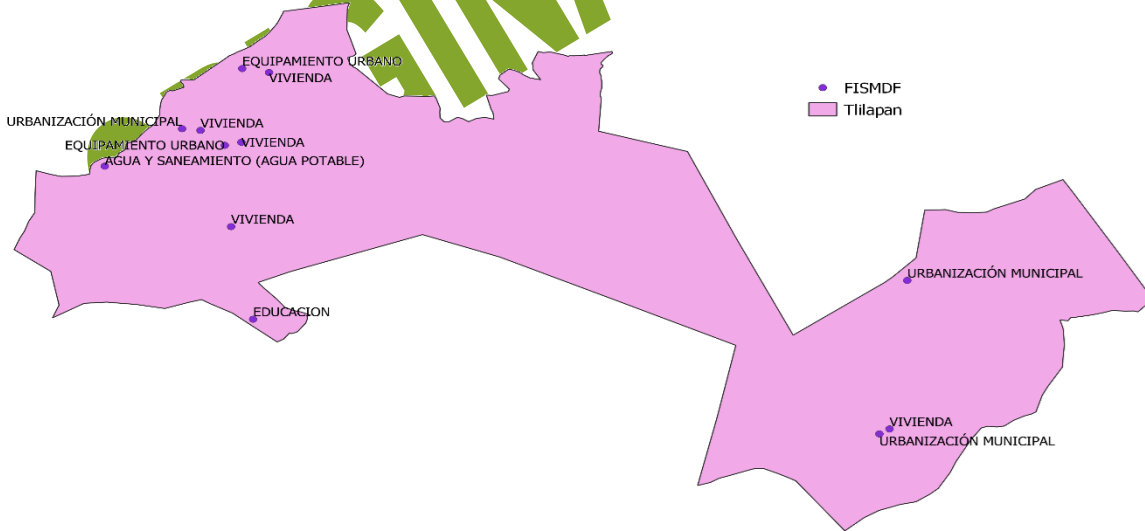 EQUIPAMIENTO URBANO
VIVIENDA
FISMDF
Tlilapan
URBANIZACIÓN MUNICIPAL
VIVIENDA
EQUIPAMIENTO URBANO
VIVIENDA
AGUA Y SANEAMIENTO (AGUA POTABLE)
VIVIENDA
URBANIZACIÓN MUNICIPAL
EDUCACION
VIVIENDA
URBANIZACIÓN MUNICIPAL